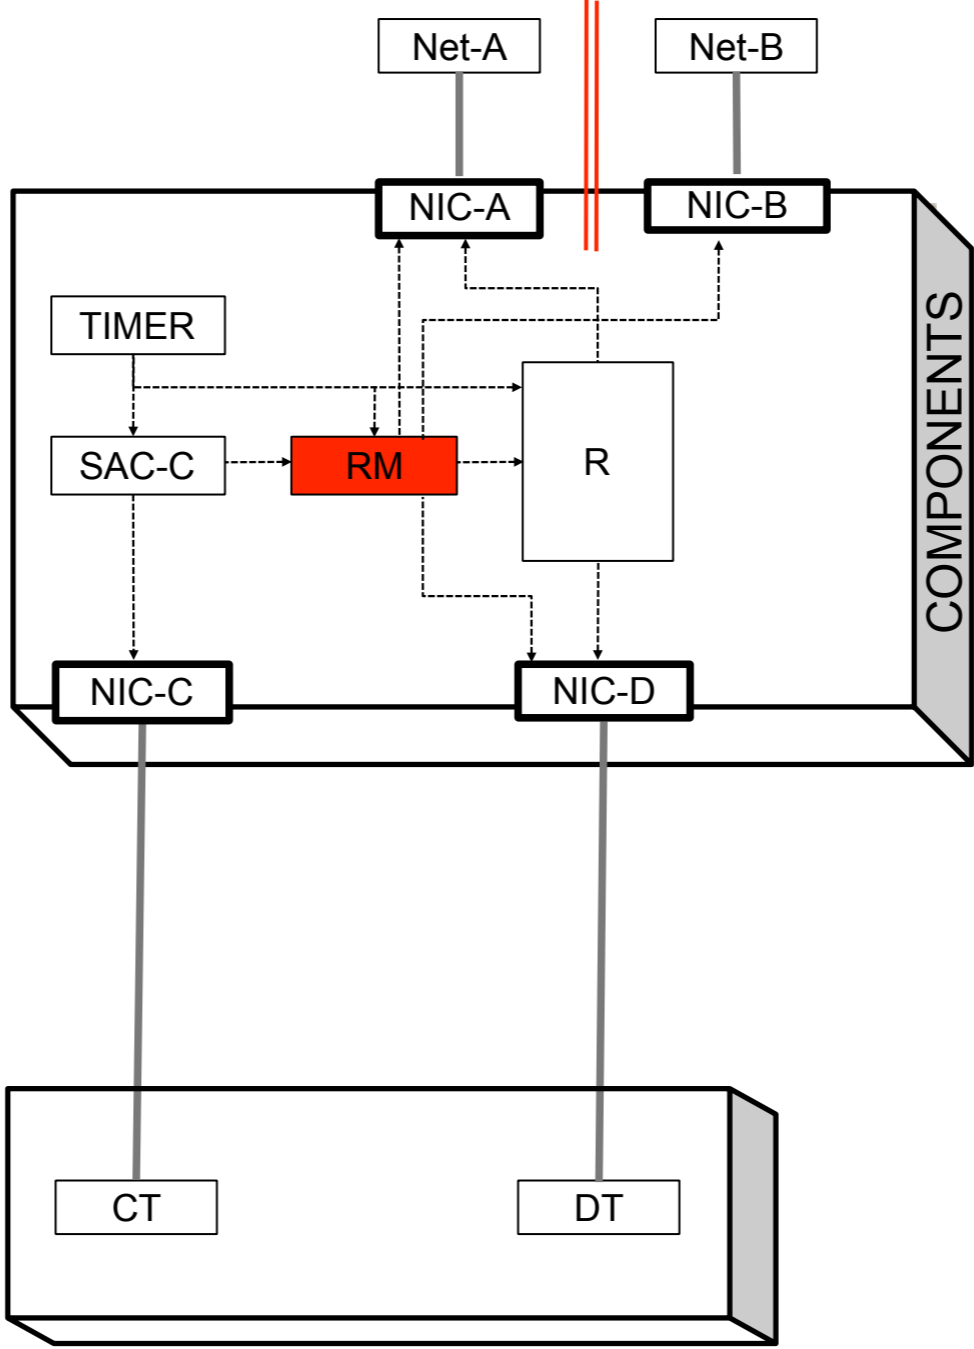 Net-A
Net-B
NIC-A
NIC-B
TIMER
SAC-C
RM
R
COMPONENTS
NIC-C
NIC-D
CT
DT